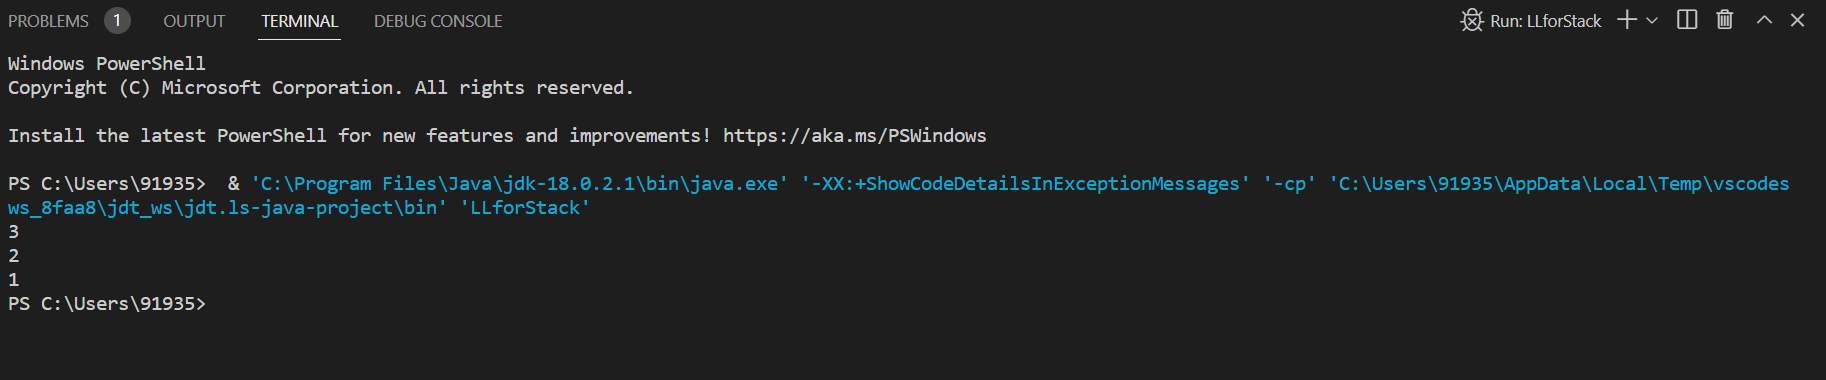 PROBLEMS 1 OUTPUT TERMINAL DEBUG CONSOLE Run: LLforStack
Windows PowerShell
Copyright (C) Microsoft Corporation. All rights reserved.
Install the latest PowerShell for new features and improvements! https://aka.ms/PSWindows
PS C:\Users\91935>  & 'C:\Program Files\Java\jdk-18.0.2.1\bin\java.exe' '-XX:+ShowCodeDetailsInExceptionMessages' '-cp' 'C:\Users\91935\AppData\Local\Temp\vscodes
ws_8faa8\jdt_ws\jdt.ls-java-project\bin' 'LLforStack'
3
2
1
PS C:\Users\91935>